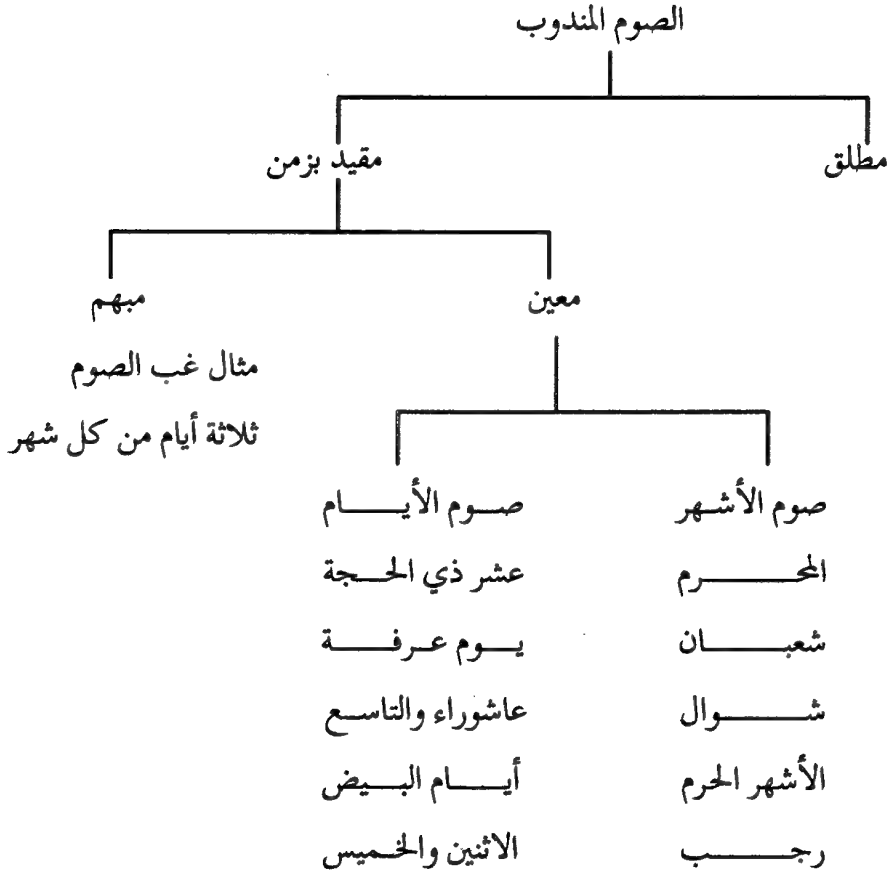 الصوم المندوب
مطلق
مقيد بزمن
معين
مبهم
مثال غب الصوم
ثلاثة أيام من كل شهر
صوم الأشهر
المحرم
شعبان
شوال
الأشهر الحرم
رجب
صوم الأيام
عشر ذي الحجة
يوم عرفة
عاشوراء والتاسع
أيام البيض
الاثنين والخميس